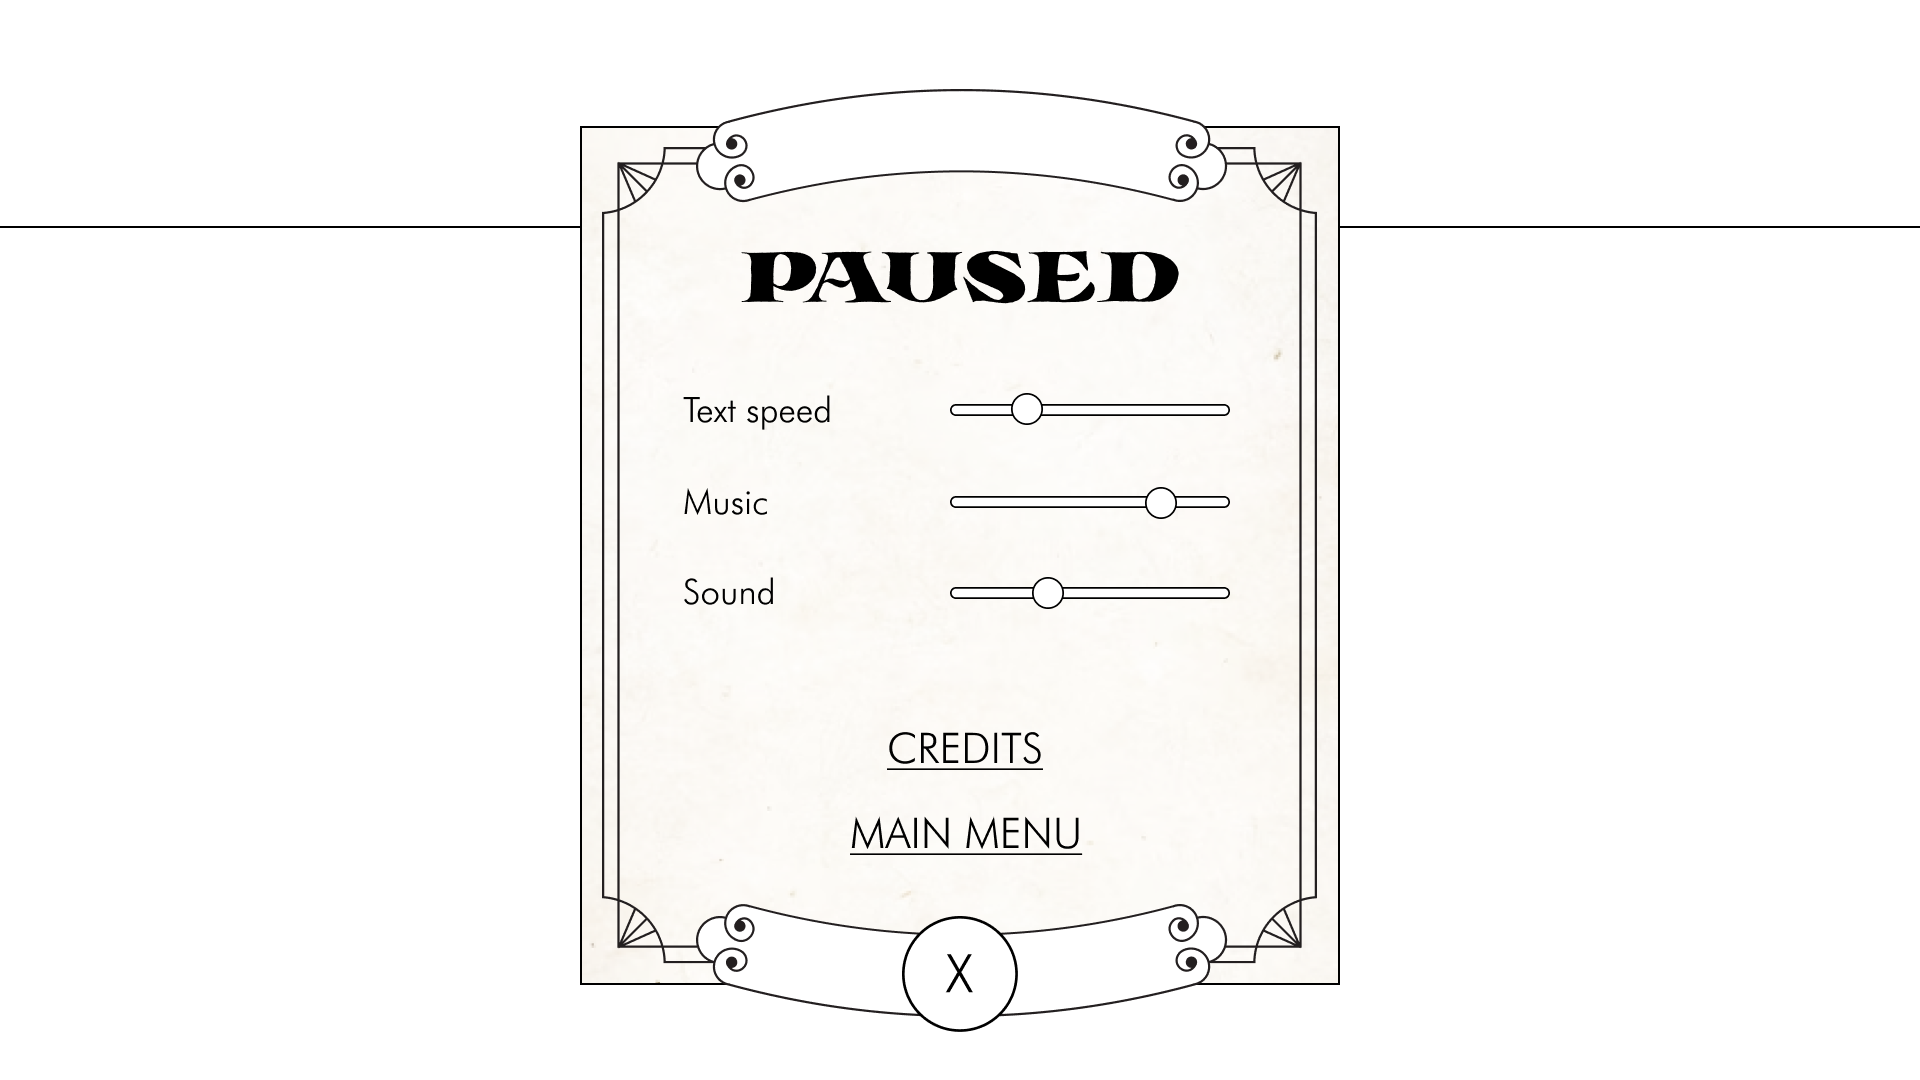 PAUSED
Text speed
Music
Sound
CREDITS
MAIN MENU
X